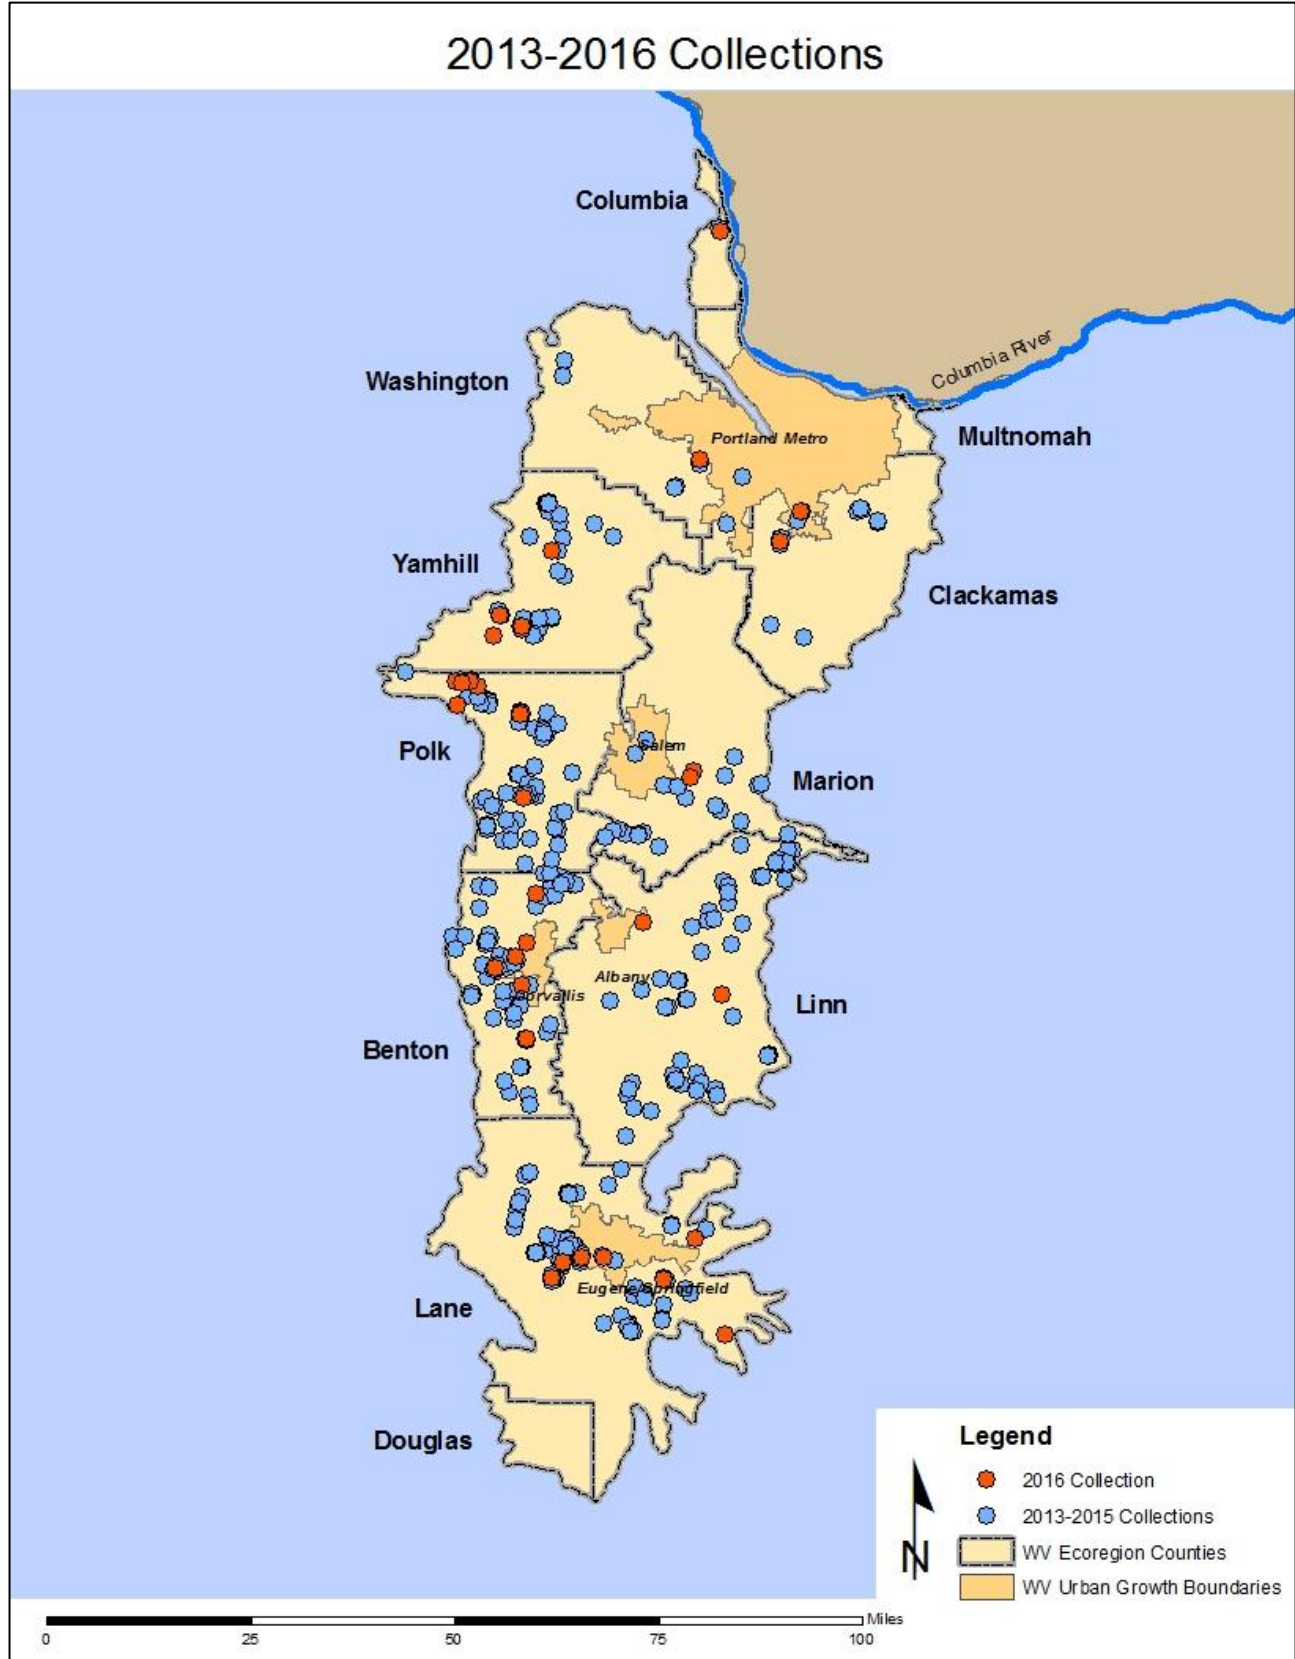 2013-2016 Collections
Columbia
Columbia River
Washington
Portland Metro
Multnomah
Yamhill
Clackamas
Salem
Polk
Marion
Albany
Corvallis
Linn
Benton
Eugene/Springfield
Lane
Douglas
Legend
2016 Collection
2013-2015 Collections
WV Ecoregion Counties
WV Urban Growth Boundaries
N
Miles
0 25 50 75 100